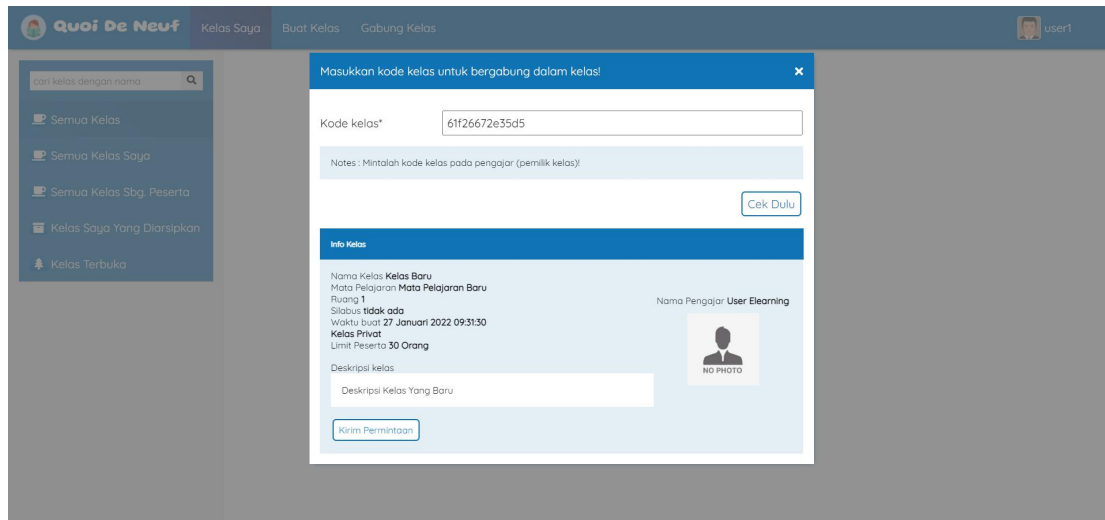 Quoi De Neuf Kelas Saya Buat Kelas Gabung Kelas user1
cari kelas dengan nama
Semua Kelas
Semua Kelas Saya
Semua Kelas Sbg. Peserta
Kelas Saya Yang Diarsipkan
Kelas Terbuka
Masukkan kode kelas untuk bergabung dalam kelas! ×
Kode kelas* 61f26672e35d5
Notes : Mintalah kode kelas pada pengajar (pemilik kelas)!
Cek Dulu
Info Kelas
Nama Kelas Kelas Baru
Mata Pelajaran Mata Pelajaran Baru
Ruang 1
Silabus tidak ada
Waktu buat 27 Januari 2022 09:31:30
Kelas Privat
Limit Peserta 30 Orang
Deskripsi kelas
Deskripsi Kelas Yang Baru
Kirim Permintaan
Nama Pengajar User Elearning
NO PHOTO